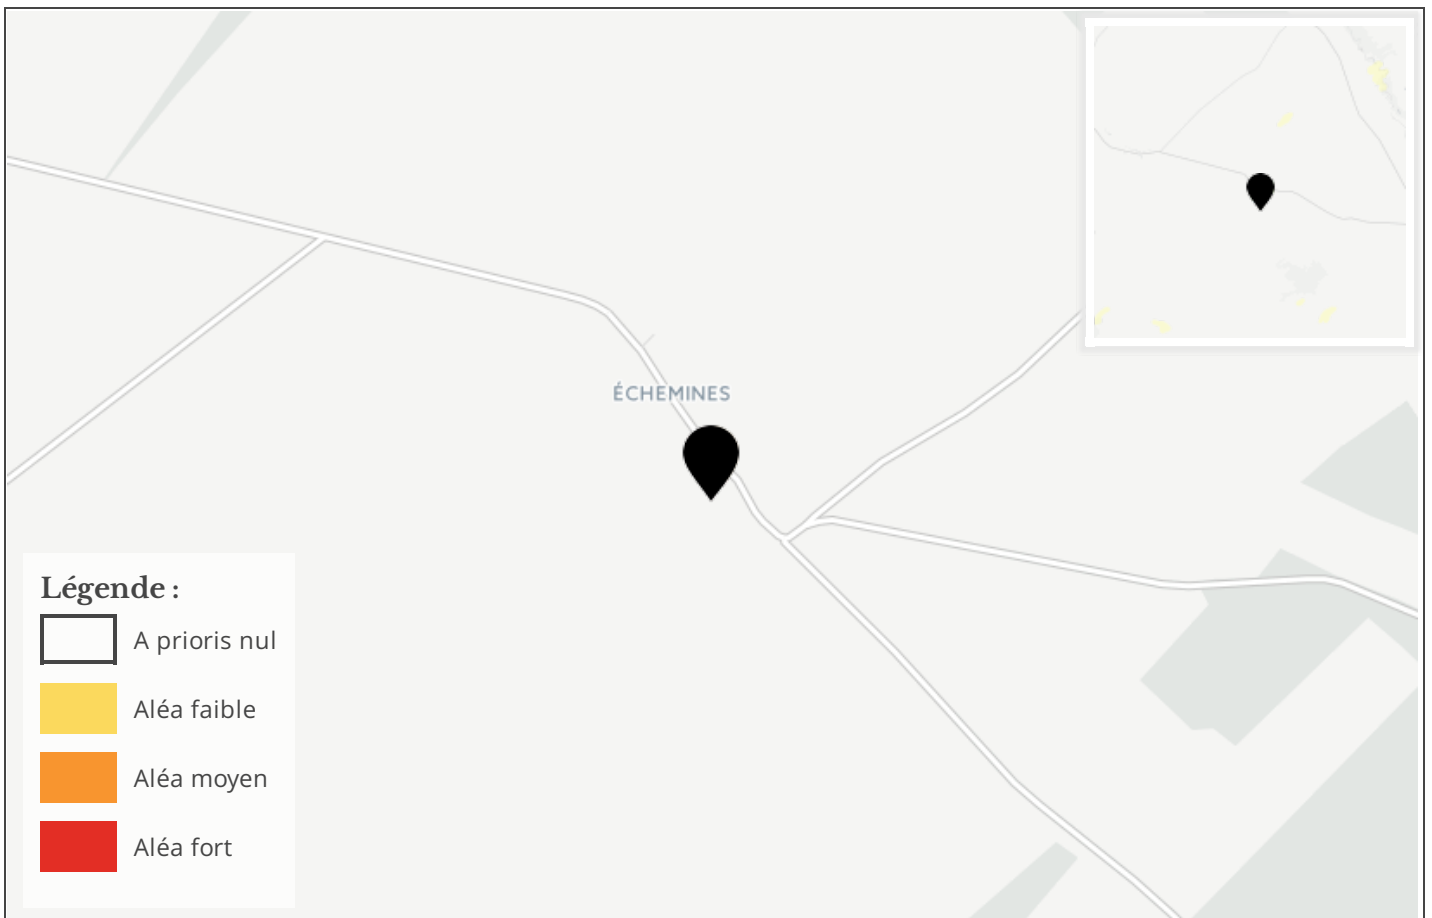 ÉCHEMINES
Légende :
A prioris nul
Aléa faible
Aléa moyen
Aléa fort